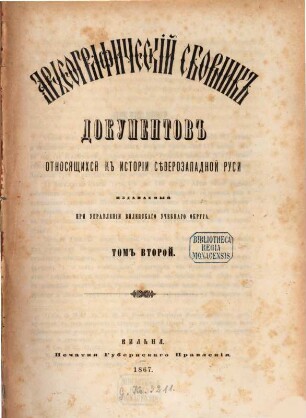 АРХЕОГРАФИЧЕСКІЙ СБОРНИКЪ
ДОКУМЕНТОВЪ
ОТНОСЯЩИХСЯ КЪ ИСТОРІИ СѢВЕРОЗАПАДНОЙ РУСИ
ИЗДАВАЕМЫЙ
ПРИ УПРАВЛЕНІИ ВИЛЕНСКАГО УЧЕБНАГО ОКРУГА.
ТОМЪ ВТОРОЙ.
BIBLIOTHECA
REGIA
MONACENSIS
ВИЛЬНА.
Печатня Губернскаго Правленія
1867.